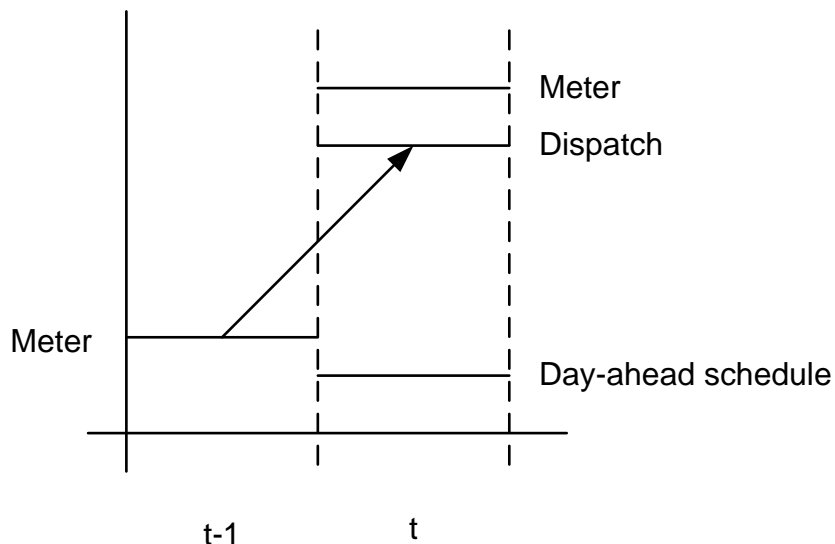 Meter
Dispatch
Meter
Day-ahead schedule
t-1
t